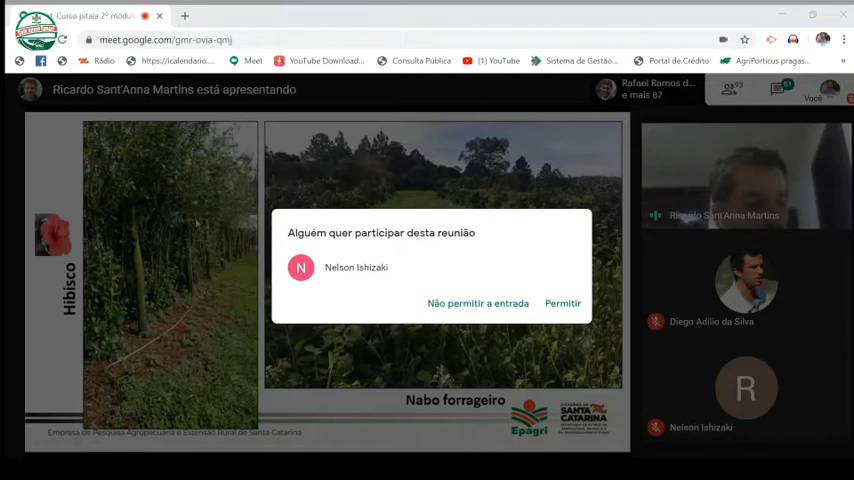 t: Curso pitaia 2º módulo
meet.google.com/gmr-ovia-qmj
Rádio
https://icalendario....
Meet
YouTube Download...
Consulta Pública
(1) YouTube
Sistema de Gestão...
Portal de Crédito
AgriPorticus pragas...
Ricardo Sant'Anna Martins está apresentando
Rafael Ramos d...
e mais 87
93
51
Você
Ricardo Sant'Anna Martins
Alguém quer participar desta reunião
N
Nelson Ishizaki
Não permitir a entrada
Permitir
Hibisco
Diego Adílio da Silva
R
Nelson Ishizaki
Nabo forrageiro
Epagri
SANTA
CATARINA
Empresa de Pesquisa Agropecuária e Extensão Rural de Santa Catarina